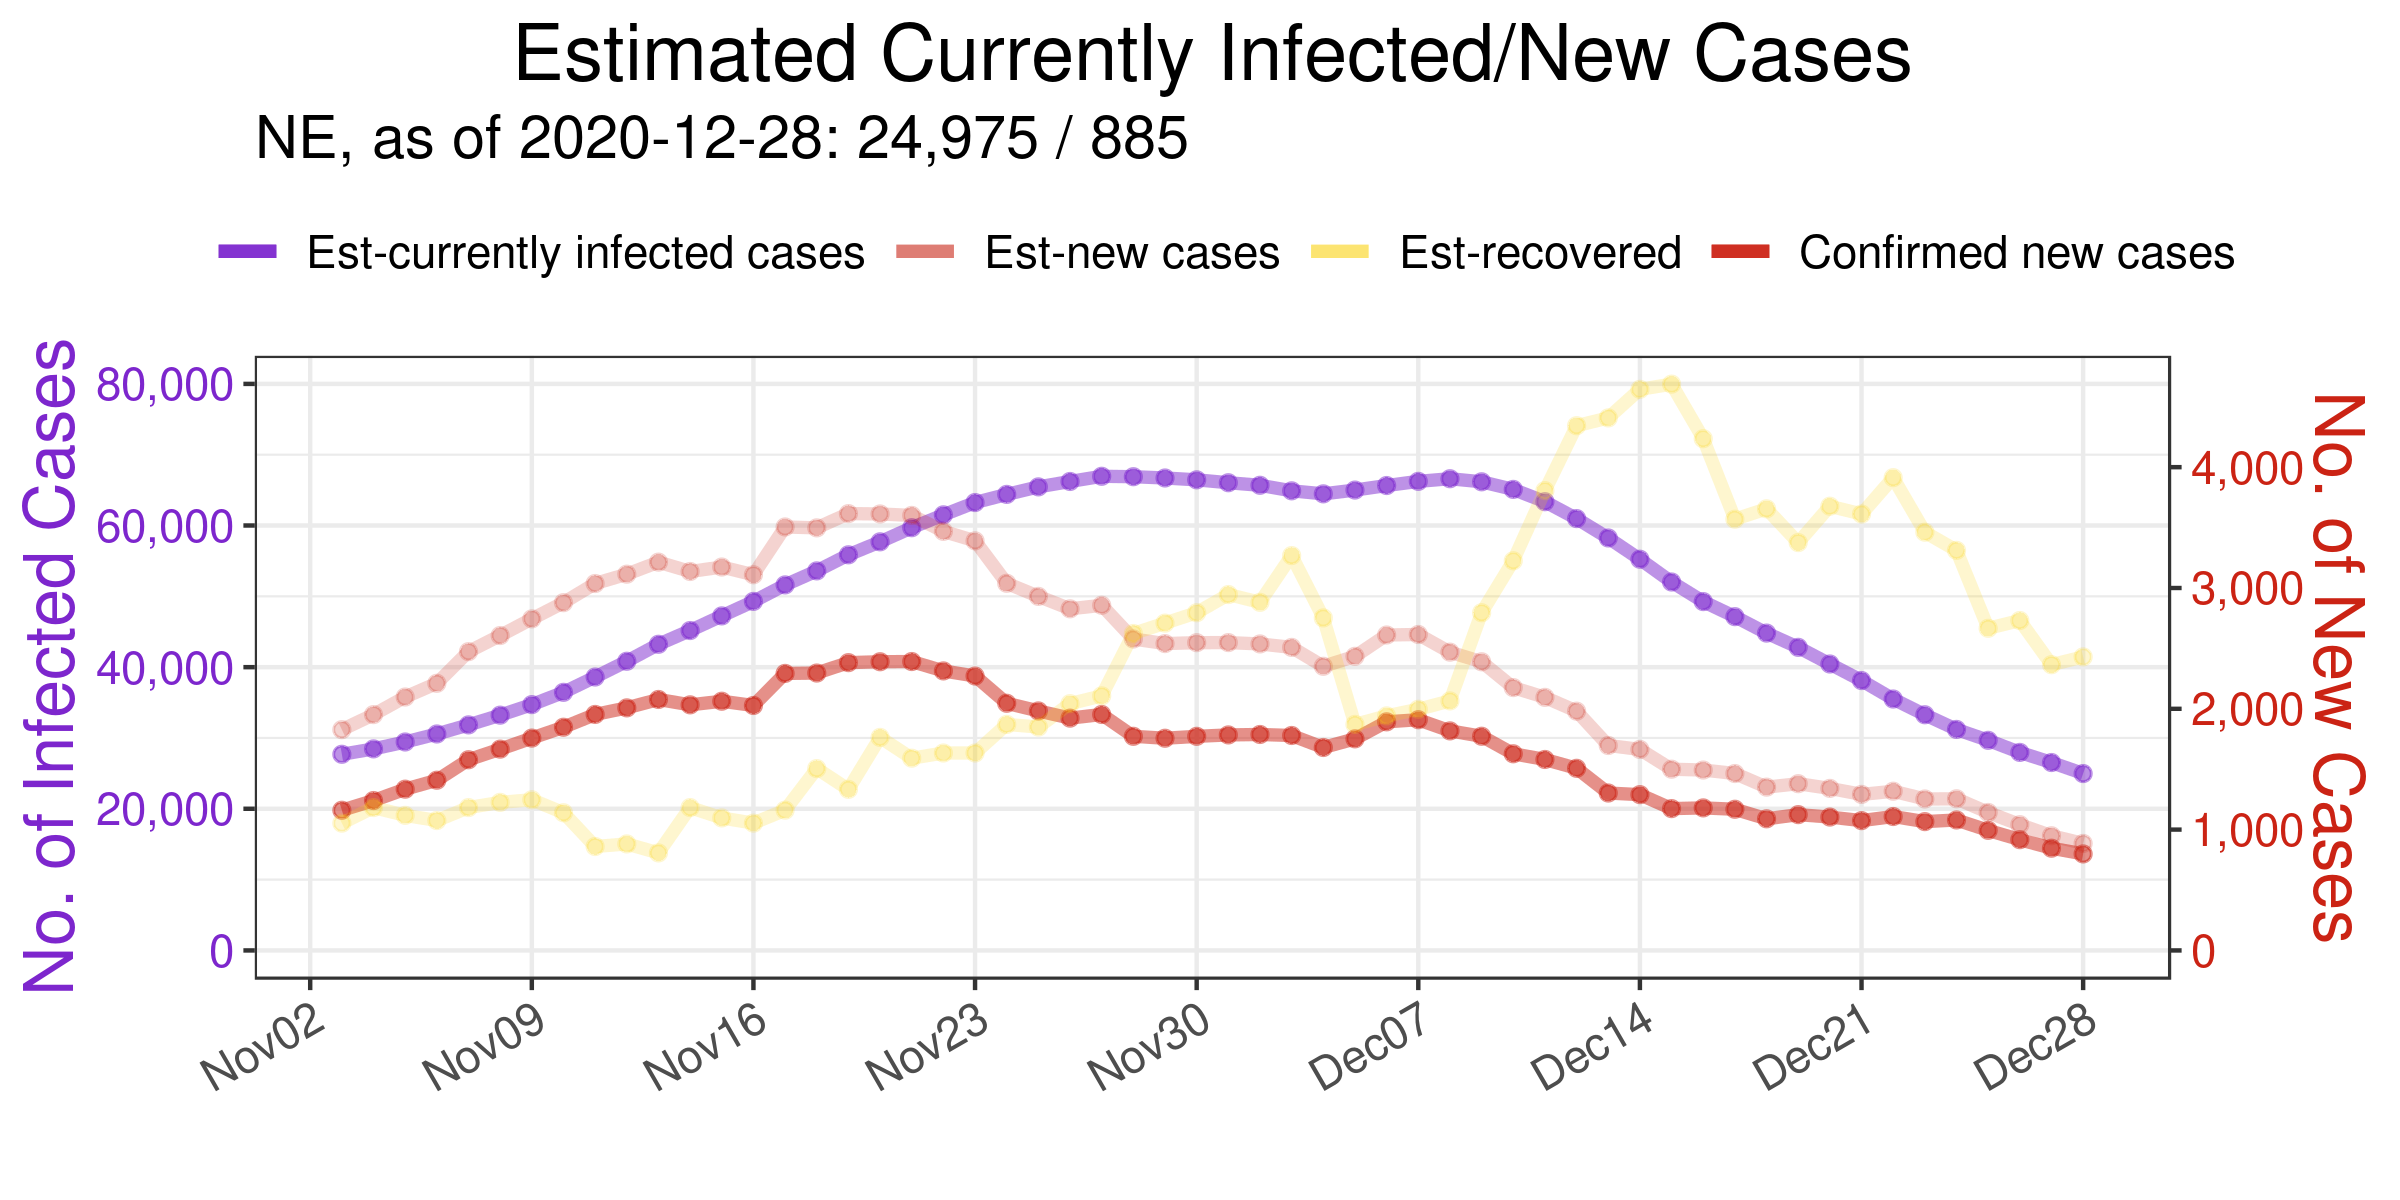 Estimated Currently Infected/New Cases
NE, as of 2020-12-28: 24,975 / 885
Est-currently infected cases Est-new cases Est-recovered Confirmed new cases
No. of Infected Cases
80,000
60,000
40,000
20,000
0
4,000
3,000
2,000
1,000
0
No. of New Cases
Nov02 Nov09 Nov16 Nov23 Nov30 Dec07 Dec14 Dec21 Dec28